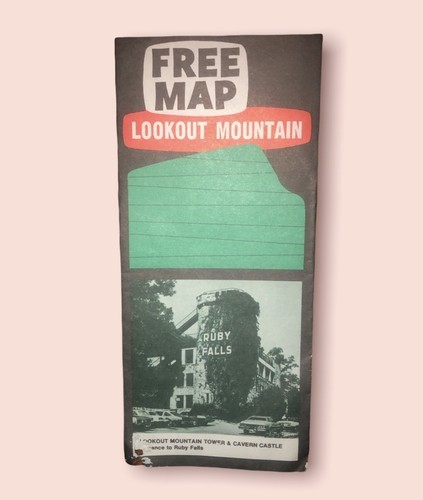 FREE
MAP
LOOKOUT MOUNTAIN
RUBY
FALLS
LOOKOUT MOUNTAIN TOWER & CAVERN CASTLE
to Ruby Falls